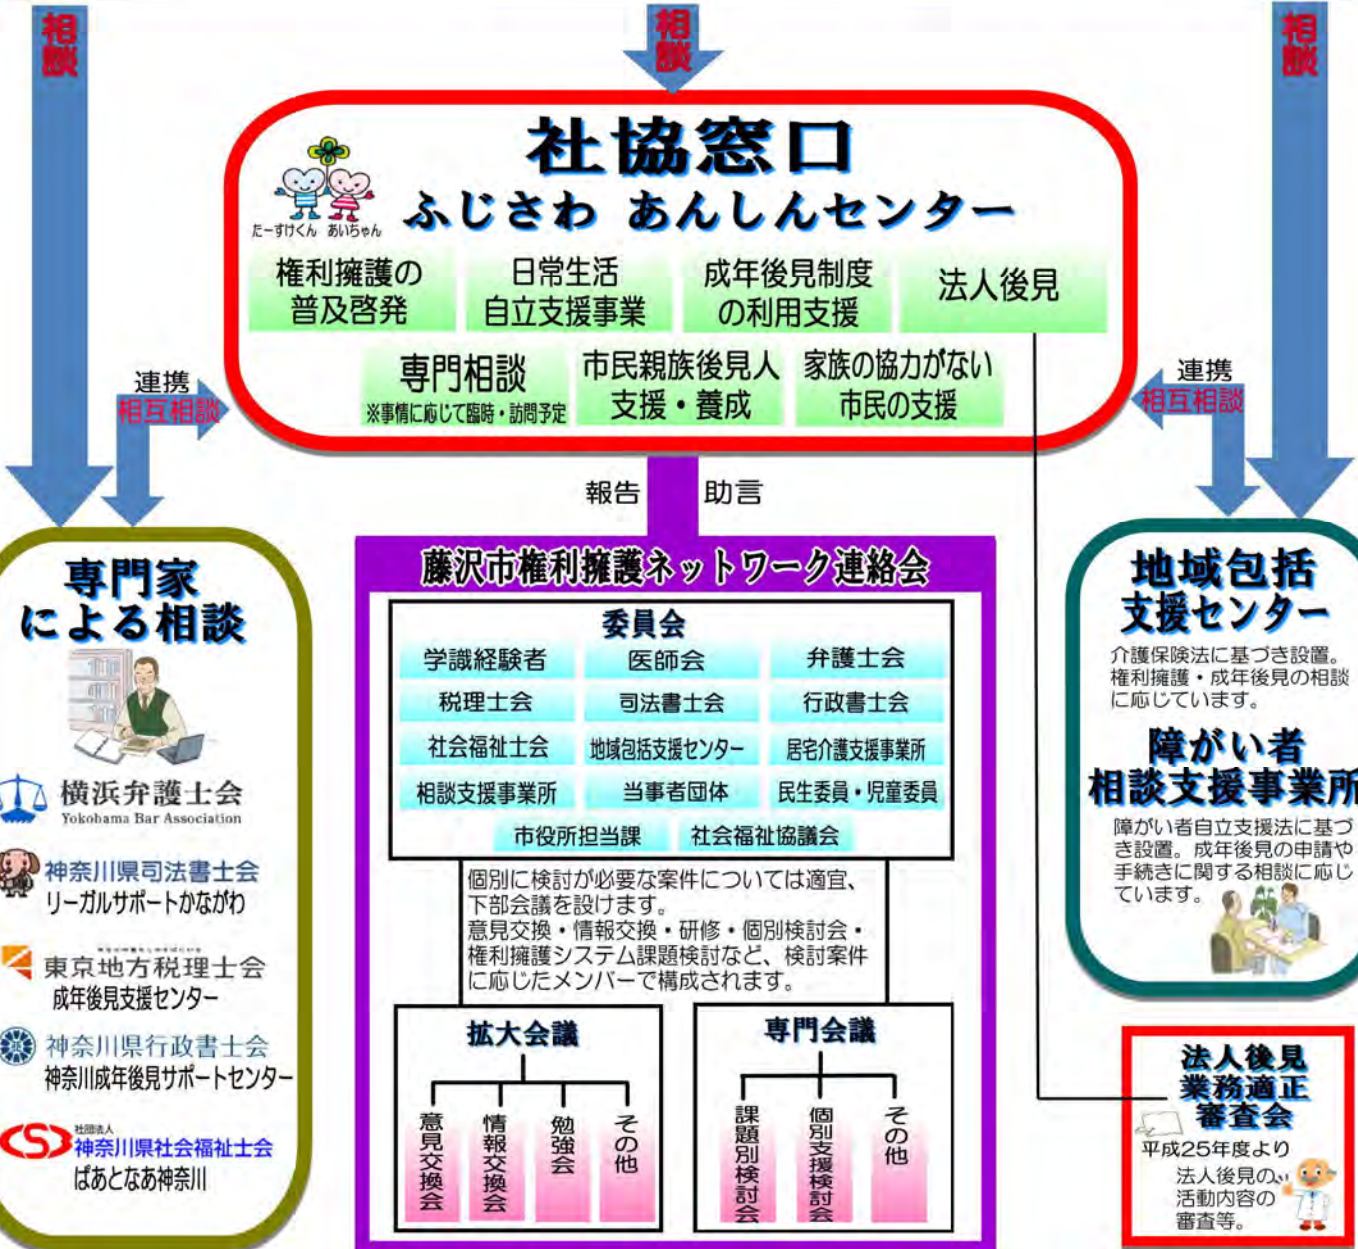 相談
相談
相談
社協窓口
ふじさわ あんしんセンター
たーすけくん あいちゃん
権利擁護の
普及啓発
日常生活
自立支援事業
成年後見制度
の利用支援
法人後見
専門相談
※事情に応じて臨時・訪問予定
市民親族後見人
支援・養成
家族の協力がない
市民の支援
連携
相互相談
連携
相互相談
報告
助言
専門家
による相談
横浜弁護士会
Yokohama Bar Association
神奈川県司法書士会
リーガルサポートかながわ
東京地方税理士会
成年後見支援センター
神奈川県行政書士会
神奈川成年後見サポートセンター
社団法人
神奈川県社会福祉士会
ぱあとなあ神奈川
藤沢市権利擁護ネットワーク連絡会
委員会
学識経験者
医師会
弁護士会
税理士会
司法書士会
行政書士会
社会福祉士会
地域包括支援センター
居宅介護支援事業所
相談支援事業所
当事者団体
民生委員・児童委員
市役所担当課
社会福祉協議会
個別に検討が必要な案件については適宜、
下部会議を設けます。
意見交換・情報交換・研修・個別検討会・
権利擁護システム課題検討など、検討案件
に応じたメンバーで構成されます。
拡大会議
意見交換会
情報交換会
勉強会
その他
専門会議
課題別検討会
個別支援検討会
その他
地域包括
支援センター
介護保険法に基づき設置。
権利擁護・成年後見の相談
に応じています。
障がい者
相談支援事業所
障がい者自立支援法に基づ
き設置。成年後見の申請や
手続きに関する相談に応じ
ています。
法人後見
業務適正
審査会
平成25年度より
法人後見の
活動内容の
審査等。